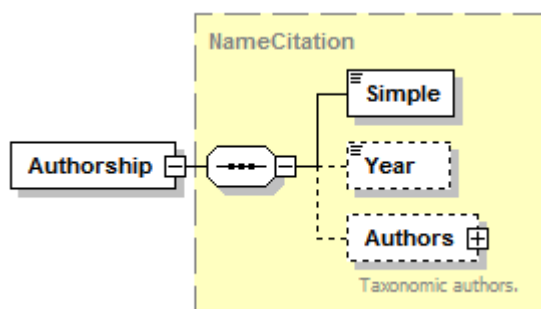 NameCitation
Simple
Authorship
Year
Authors
Taxonomic authors.